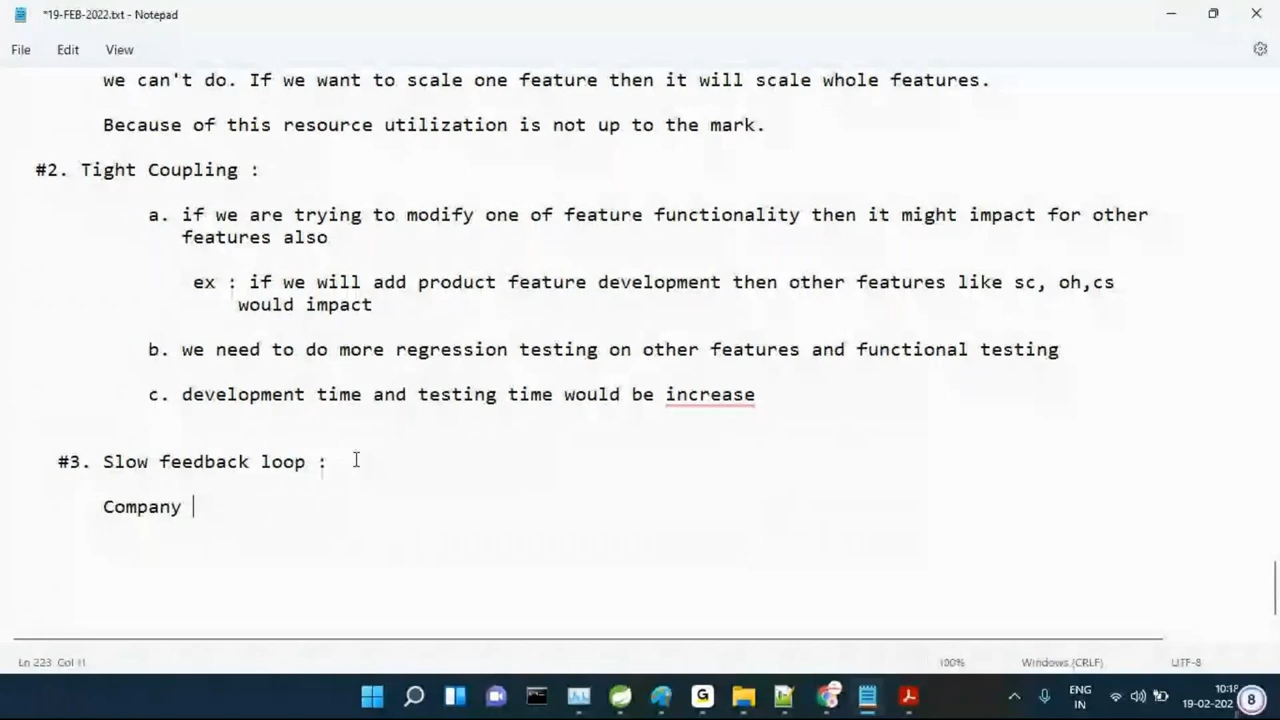 *19-FEB-2022.txt - Notepad
File Edit View
we can't do. If we want to scale one feature then it will scale whole features.
Because of this resource utilization is not up to the mark.
#2. Tight Coupling :
a. if we are trying to modify one of feature functionality then it might impact for other
features also
ex : if we will add product feature development then other features like sc, oh,cs
would impact
b. we need to do more regression testing on other features and functional testing
c. development time and testing time would be increase
#3. Slow feedback loop :
Company
Ln 223 Col 11
100%
Windows (CRLF)
UTF-8
ENG
IN
10:18
19-02-202
8